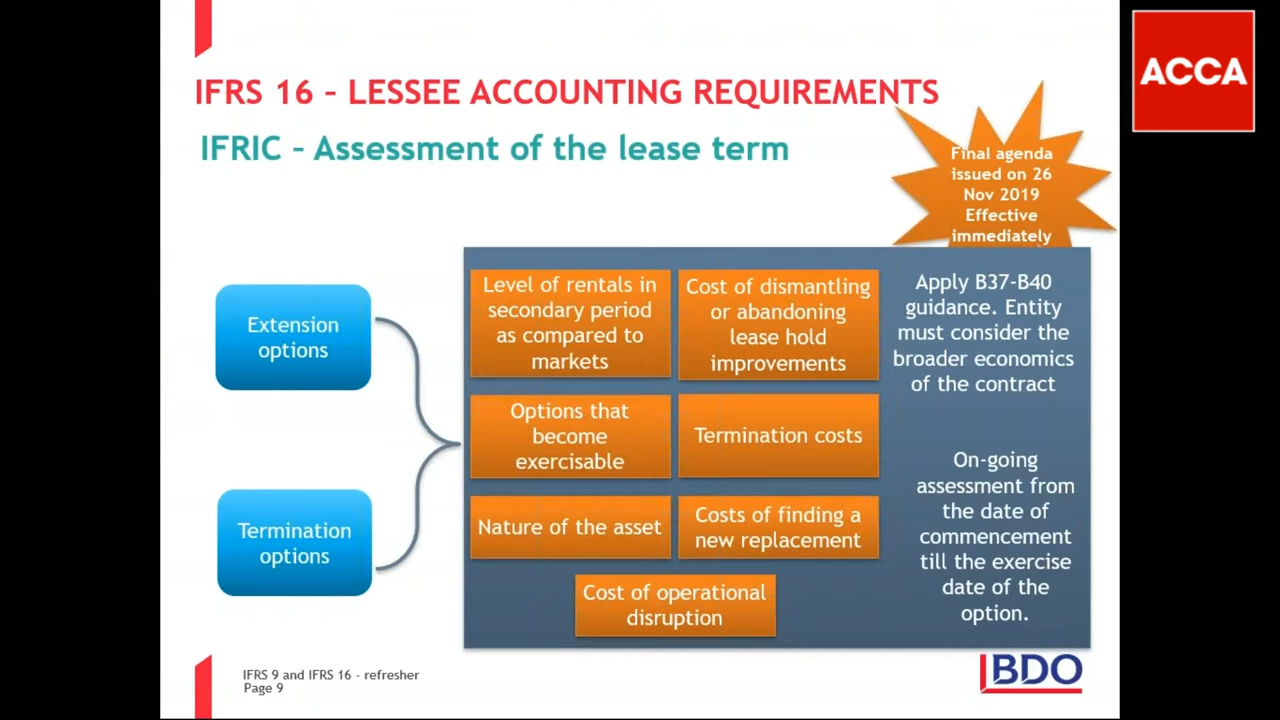 ACCA
IFRS 16 – LESSEE ACCOUNTING REQUIREMENTS
IFRIC – Assessment of the lease term
Final agenda
issued on 26
Nov 2019
Effective
immediately
Extension
options
Termination
options
Level of rentals in
secondary period
as compared to
markets
Cost of dismantling
or abandoning
lease hold
improvements
Options that
become
exercisable
Termination costs
Nature of the asset
Costs of finding a
new replacement
Cost of operational
disruption
Apply B37-B40
guidance. Entity
must consider the
broader economics
of the contract
On-going
assessment from
the date of
commencement
till the exercise
date of the
option.
IFRS 9 and IFRS 16 - refresher
Page 9
BDO